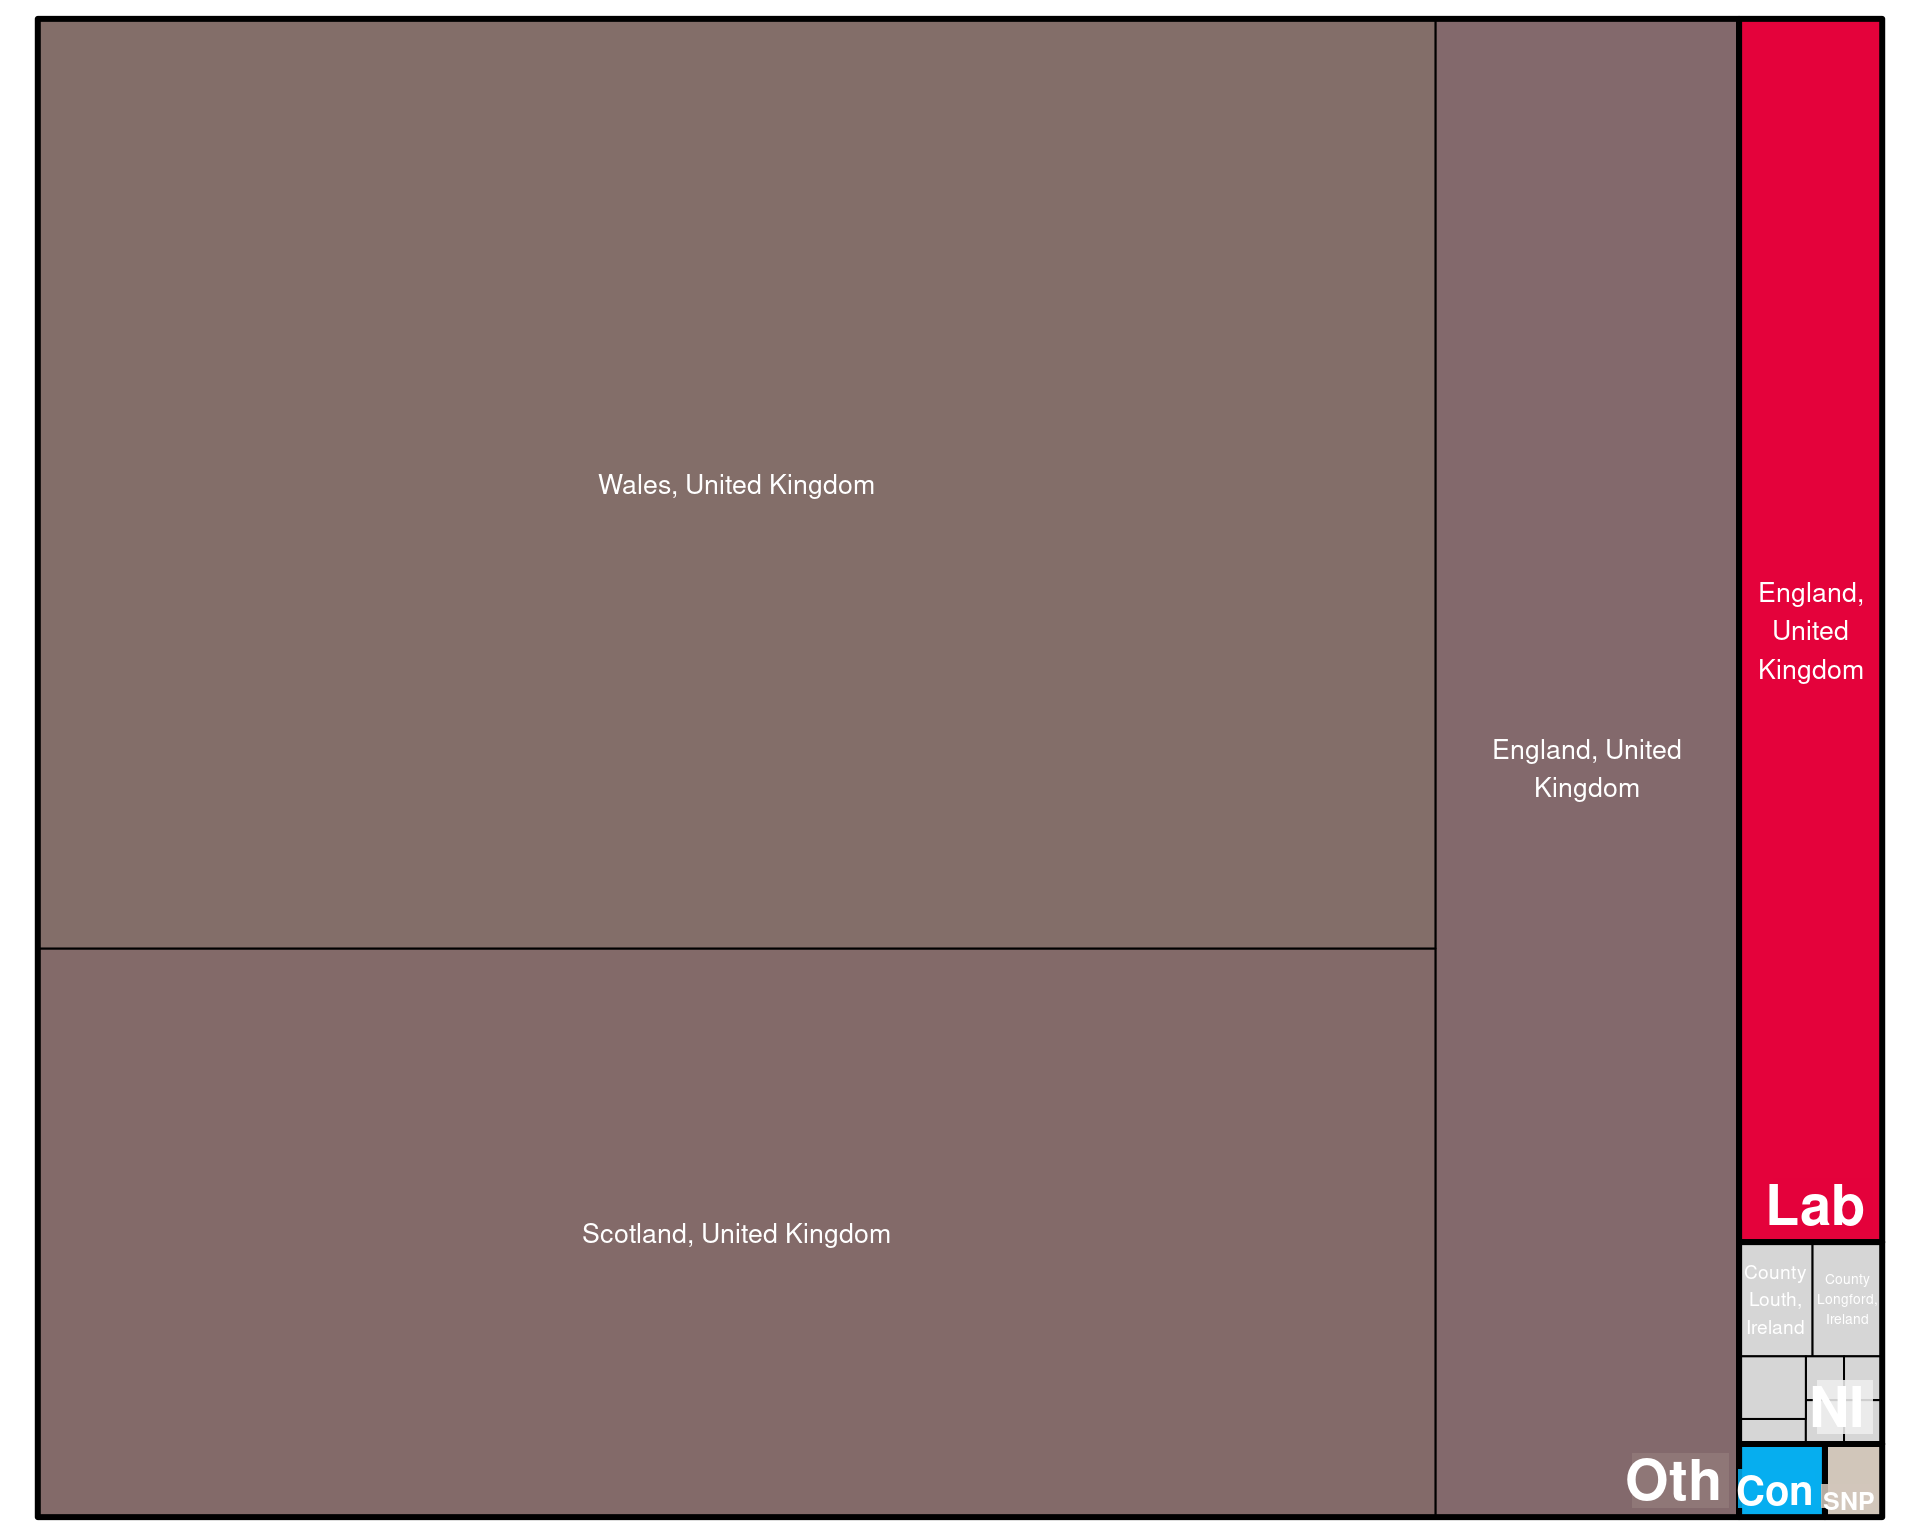 Wales, United Kingdom
Scotland, United Kingdom
England, United
Kingdom
Oth
England,
United
Kingdom
Lab
County
Louth,
Ireland
County
Longford,
Ireland
NI
Con
SNP